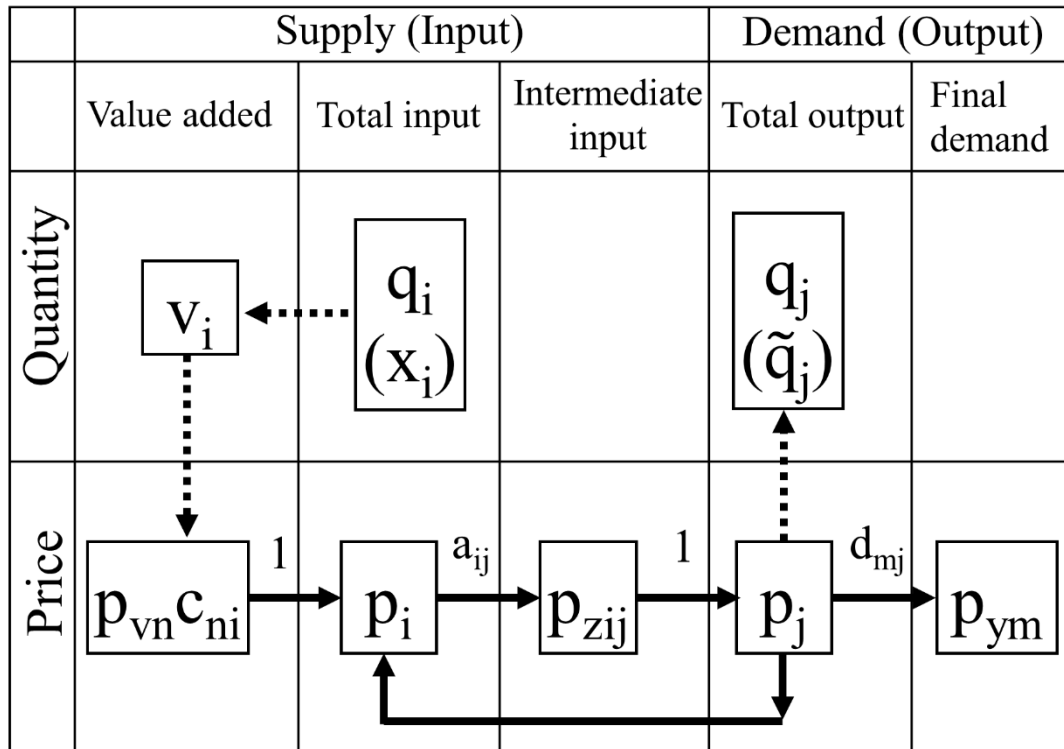 Supply (Input)
Demand (Output)
Value added
Total input
Intermediate
input
Total output
Final
demand
Quantity
v_i
q_i
(x_i)
q_j
(q̃_j)
Price
p_vn c_ni
1
p_i
a_ij
p_zij
1
p_j
d_mj
p_ym